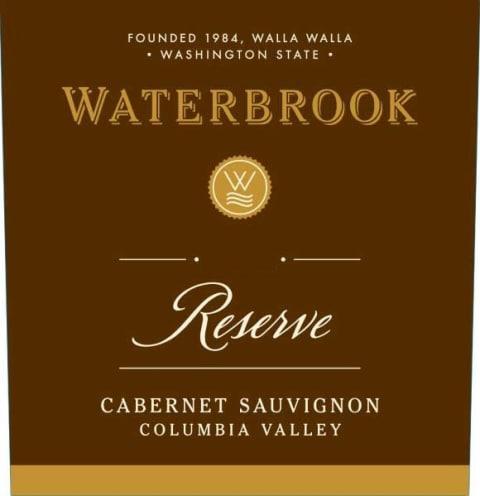 FOUNDED 1984, WALLA WALLA
• WASHINGTON STATE •
WATERBROOK
W
Reserve
CABERNET SAUVIGNON
COLUMBIA VALLEY